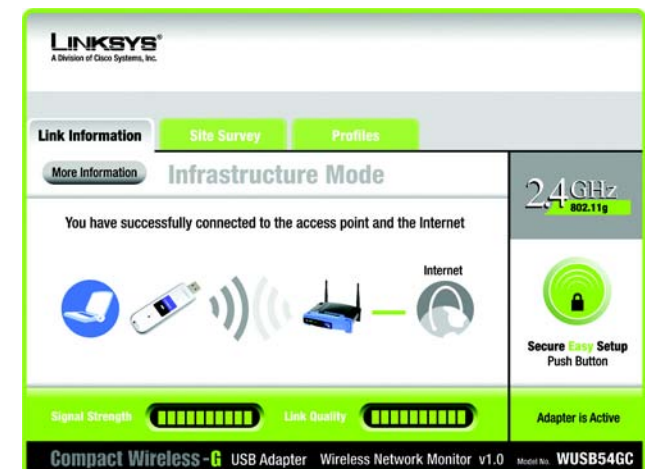 LINKSYS®
A Division of Cisco Systems, Inc.
Link Information
Site Survey
Profiles
More Information
Infrastructure Mode
2.4GHz
802.11g
You have successfully connected to the access point and the Internet
Internet
Secure Easy Setup
Push Button
Signal Strength
Link Quality
Adapter is Active
Compact Wireless-G USB Adapter Wireless Network Monitor v1.0 Model No. WUSB54GC